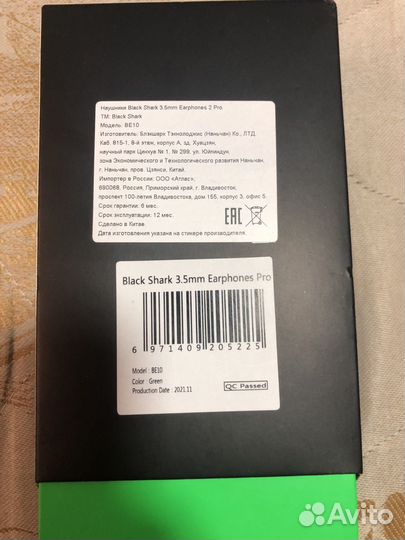 Наушники Black Shark 3.5mm Earphones 2 Pro
ТМ: Black Shark
Модель: BE10
Изготовитель: Блэкшарк Тэкнолоджис (Наньчан) Ко., ЛТД.
Каб. 815-1, 8-й этаж, корпус А, зд. Хуацзян,
научный парк Цинхуа № 1, № 299, ул. Юйпиндун,
зона Экономического и Технологического развития Наньчан,
г. Наньчан, пров. Цзянси, Китай.
Импортер в России: ООО «Атлас».
690068, Россия, Приморский край, г. Владивосток,
проспект 100-летия Владивостока, дом 155, корпус 3, офис 5.
Срок гарантии: 6 мес.
Срок эксплуатации: 12 мес.
Сделано в Китае.
Дата изготовления указана на стикере производителя.
EAC
Black Shark 3.5mm Earphones Pro
6 971409 205225
Model : BE10
Color : Green
Production Date : 2021.11
QC Passed
Avito